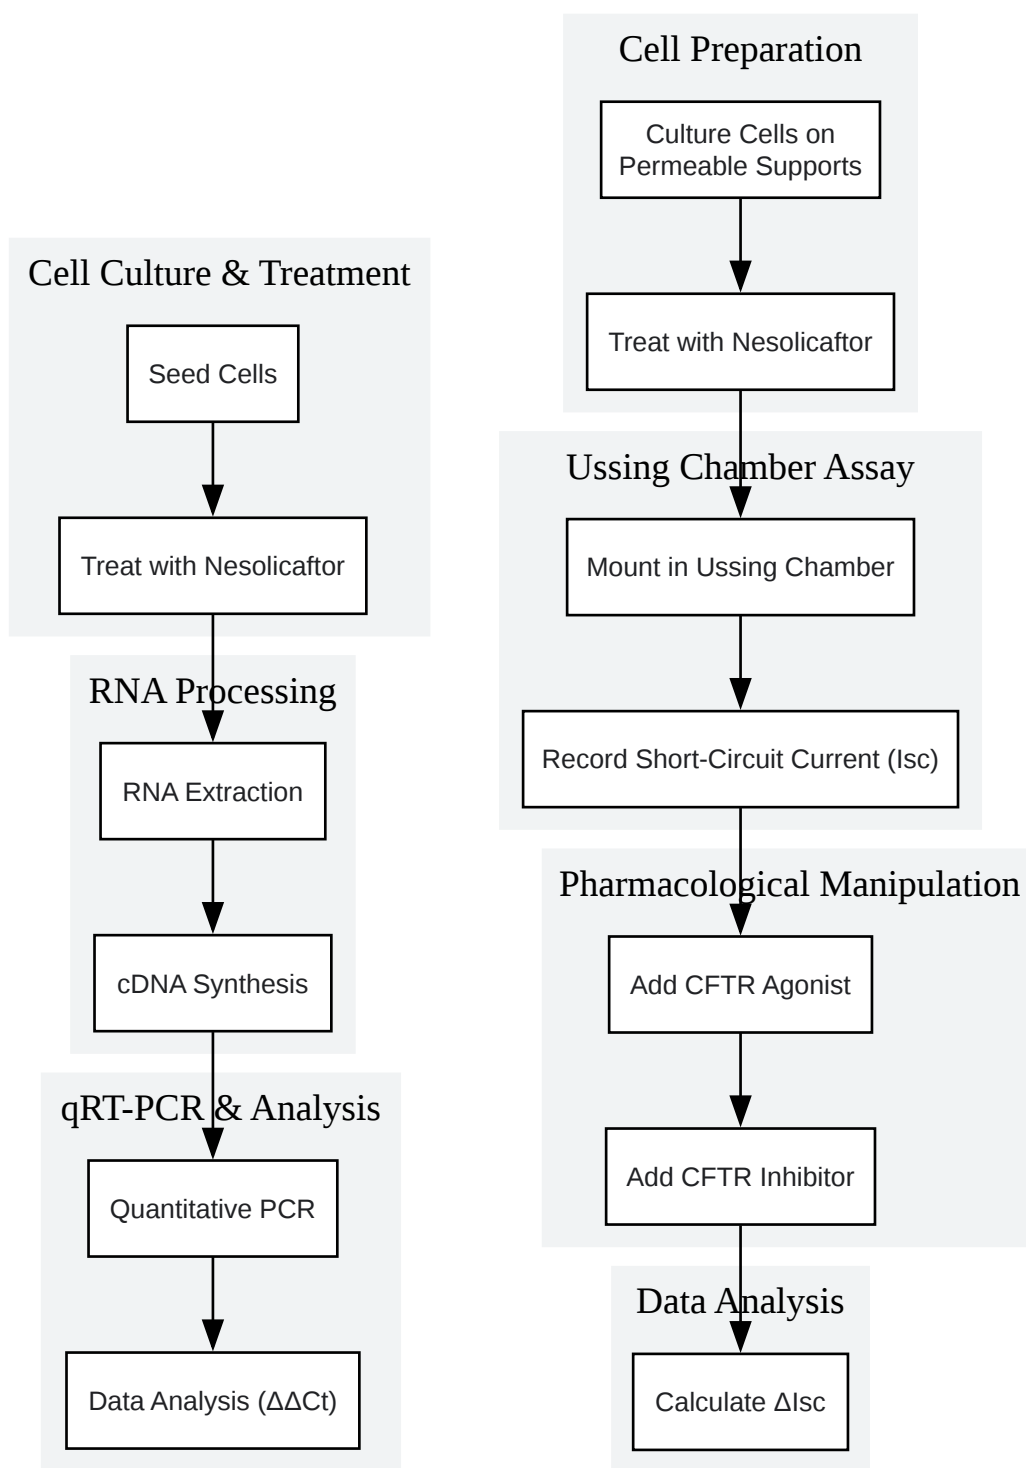 Cell Culture & Treatment
Seed Cells
Treat with Nesolicaftor
RNA Processing
RNA Extraction
cDNA Synthesis
qRT-PCR & Analysis
Quantitative PCR
Data Analysis (ΔΔCt)
Cell Preparation
Culture Cells on
Permeable Supports
Treat with Nesolicaftor
Ussing Chamber Assay
Mount in Ussing Chamber
Record Short-Circuit Current (Isc)
Pharmacological Manipulation
Add CFTR Agonist
Add CFTR Inhibitor
Data Analysis
Calculate ΔIsc